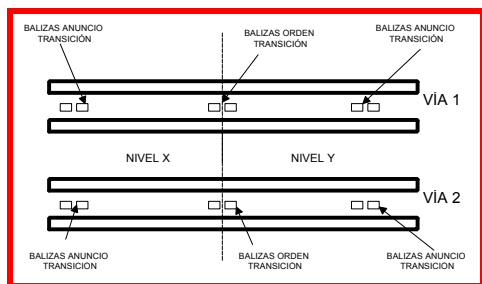 BALIZAS ANUNCIO
TRANSICIÓN
BALIZAS ORDEN
TRANSICIÓN
BALIZAS ANUNCIO
TRANSICIÓN
VÍA 1
NIVEL X
NIVEL Y
VÍA 2
BALIZAS ANUNCIO
TRANSICION
BALIZAS ORDEN
TRANSICION
BALIZAS ANUNCIO
TRANSICION